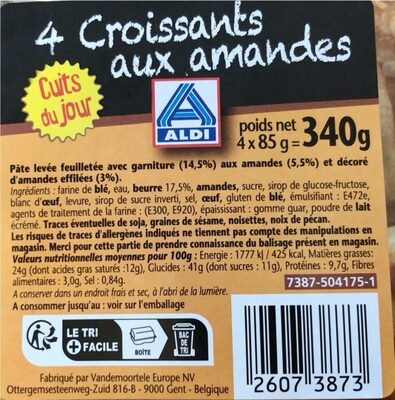 4 Croissants
aux amandes
Cuits
du jour
ALDI
poids net
4 x 85 g = 340g
Pâte levée feuilletée avec garniture (14,5%) aux amandes (5,5%) et décoré
d'amandes effilées (3%).
Ingrédients : farine de blé, eau, beurre 17,5%, amandes, sucre, sirop de glucose-fructose,
blanc d'œuf, levure, sirop de sucre inverti, sel, œuf, gluten de blé, émulsifiant : E472e,
agents de traitement de la farine : (E300, E920), épaississant : gomme guar, poudre de lait
écrémé. Traces éventuelles de soja, graines de sésame, noisettes, noix de pécan.
Les risques de traces d'allergènes indiqués ne tiennent pas compte des manipulations en
magasin. Merci pour cette partie de prendre connaissance du balisage présent en magasin.
Valeurs nutritionnelles moyennes pour 100g : Energie : 1777 kJ / 425 kcal, Matières grasses:
24g (dont acides gras saturés :12g), Glucides : 41g (dont sucres : 11g), Protéines : 9,7g, Fibres
alimentaires : 3,0g, Sel : 0,84g.
7387-504175-1
A conserver dans un endroit frais et sec, à l'abri de la lumière.
A consommer jusqu'au : voir sur l'emballage
LE TRI
+ FACILE
BOÎTE
BAC
DE
TRI
Fabriqué par Vandemoortele Europe NV
Ottergemsesteenweg-Zuid 816-B - 9000 Gent - Belgique
2607 3873